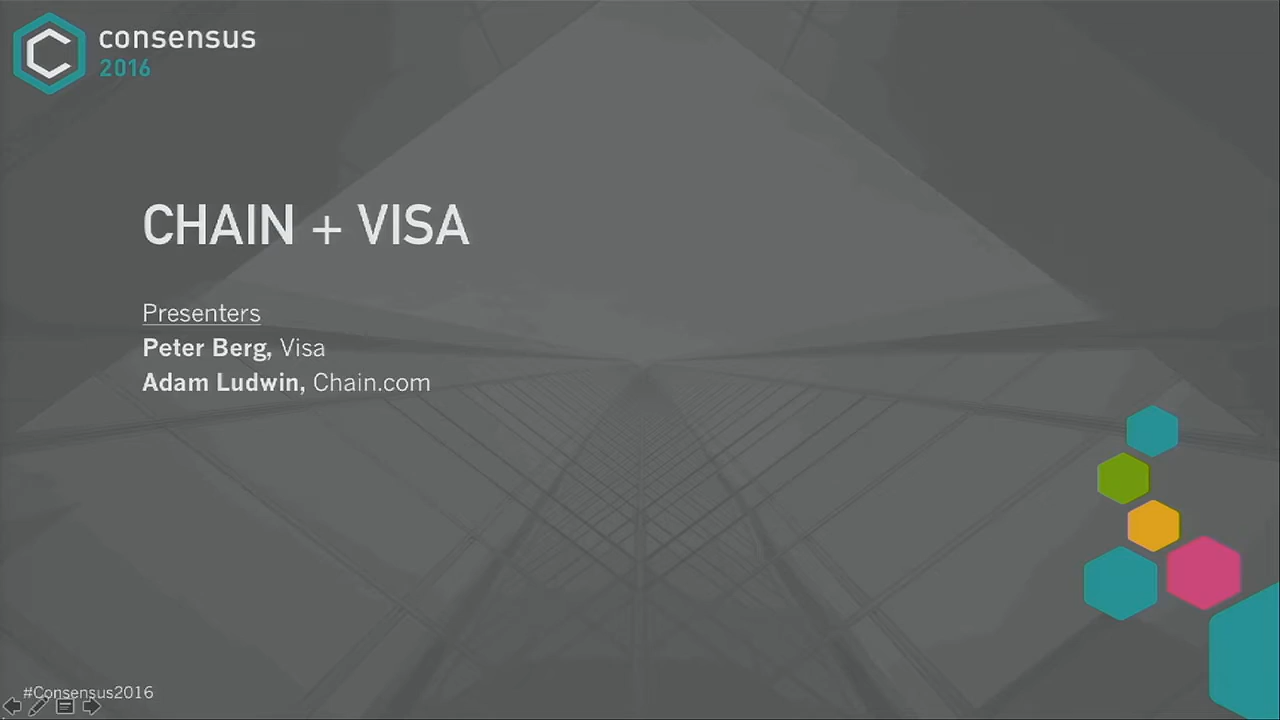 consensus
2016
CHAIN + VISA
Presenters
Peter Berg, Visa
Adam Ludwin, Chain.com
#Consensus2016